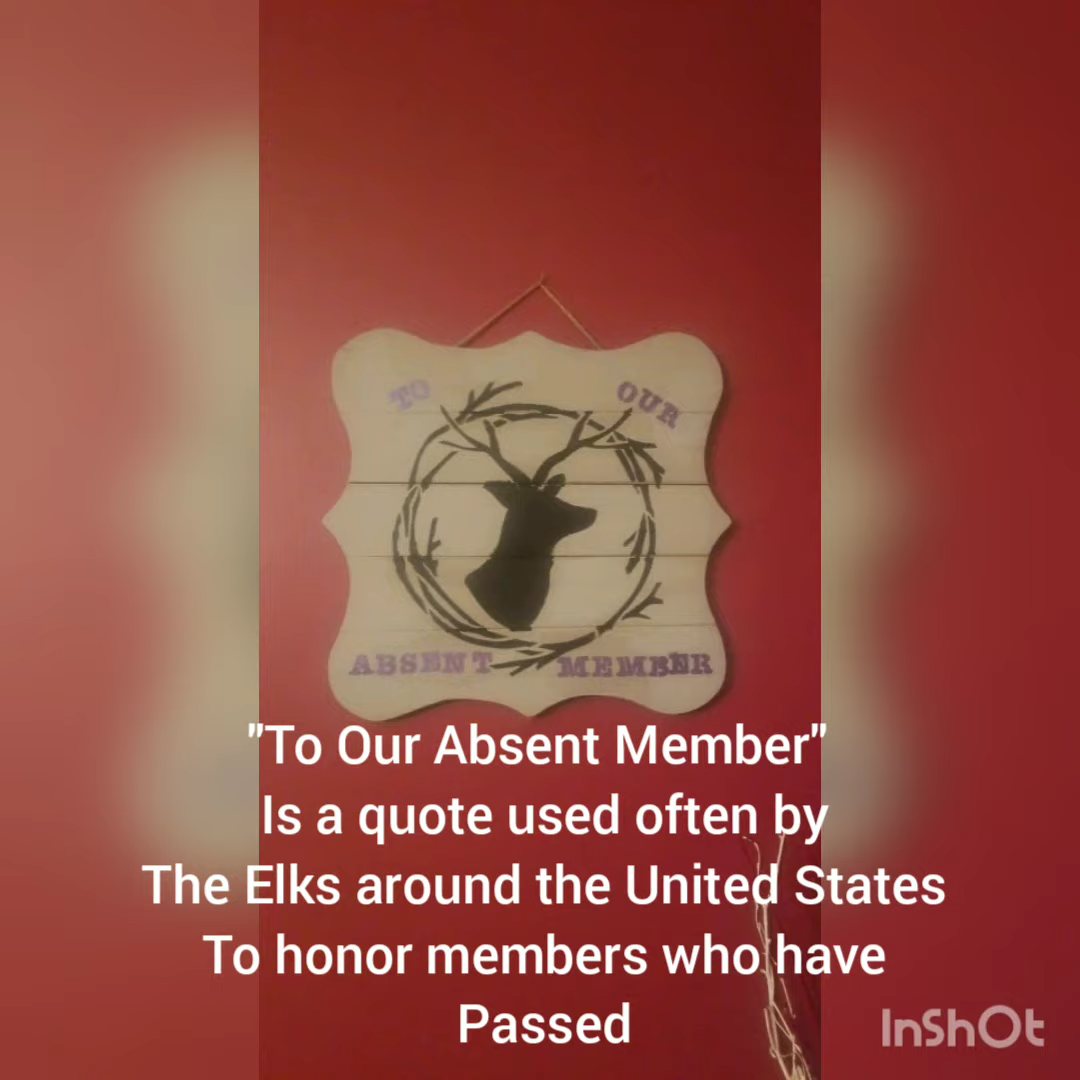 TO OUR
ABSENT MEMBER
"To Our Absent Member"
Is a quote used often by
The Elks around the United States
To honor members who have
Passed
InShOt